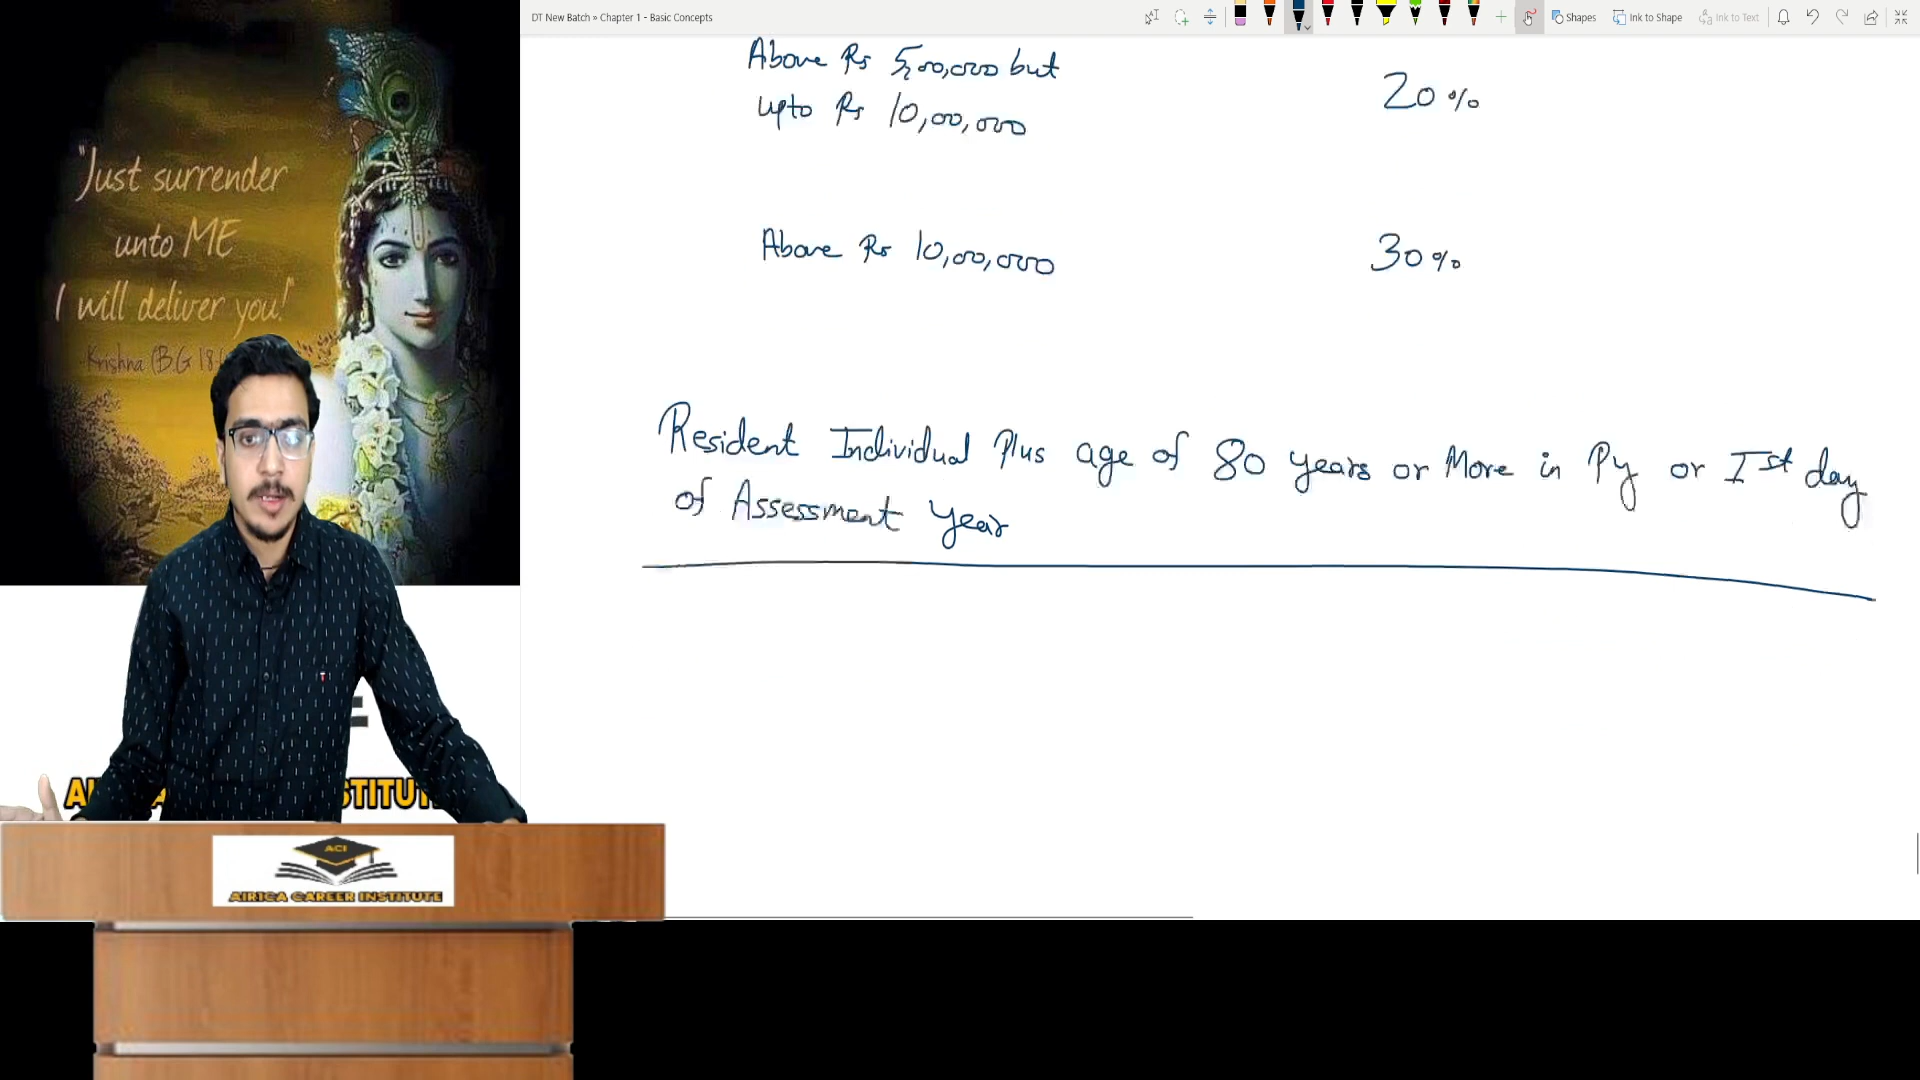 DT New Batch » Chapter 1 - Basic Concepts
Shapes
Ink to Shape
Ink to Text
"Just surrender
unto ME
I will deliver you!"
Krishna (B.G 18
Above Rs 5,00,000 but
upto Rs 10,00,000
20%
Above Rs 10,00,000
30%
Resident Individual Plus age of 80 years or More in Py or Ist day
of Assessment year
STITUT
ACI
AIRICA CAREER INSTITUTE